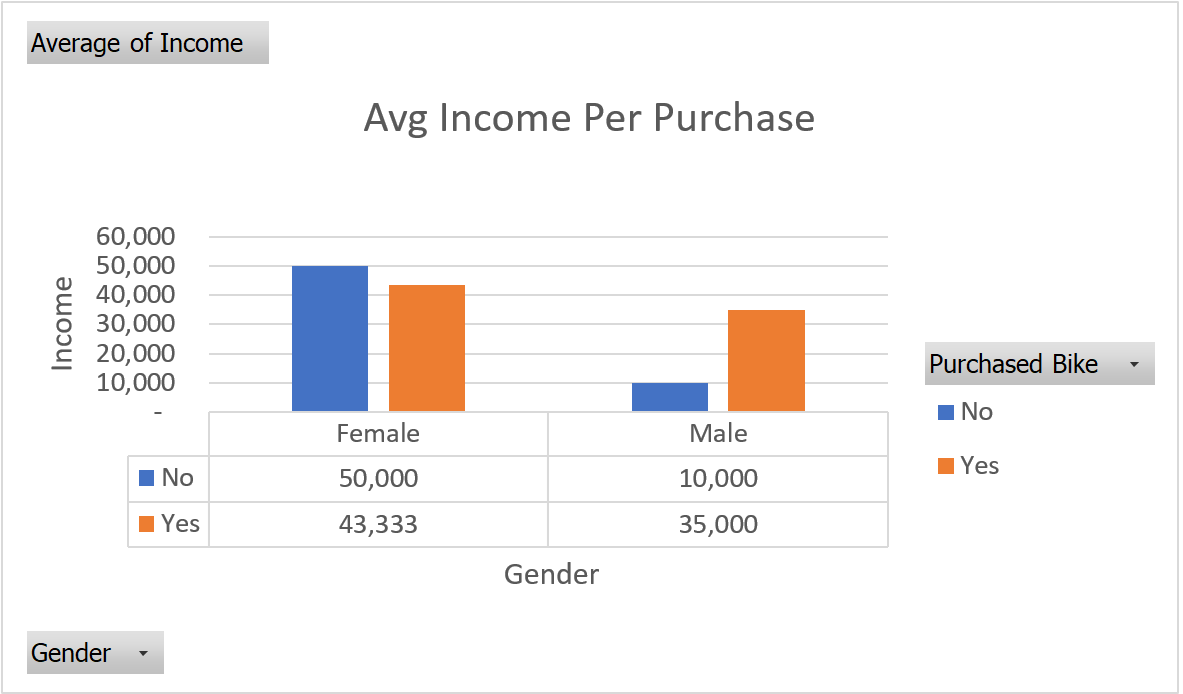 Average of Income
Avg Income Per Purchase
60,000
50,000
40,000
30,000
20,000
10,000
-
Income
Female Male
No 50,000 10,000
Yes 43,333 35,000
Gender
Purchased Bike
No
Yes
Gender